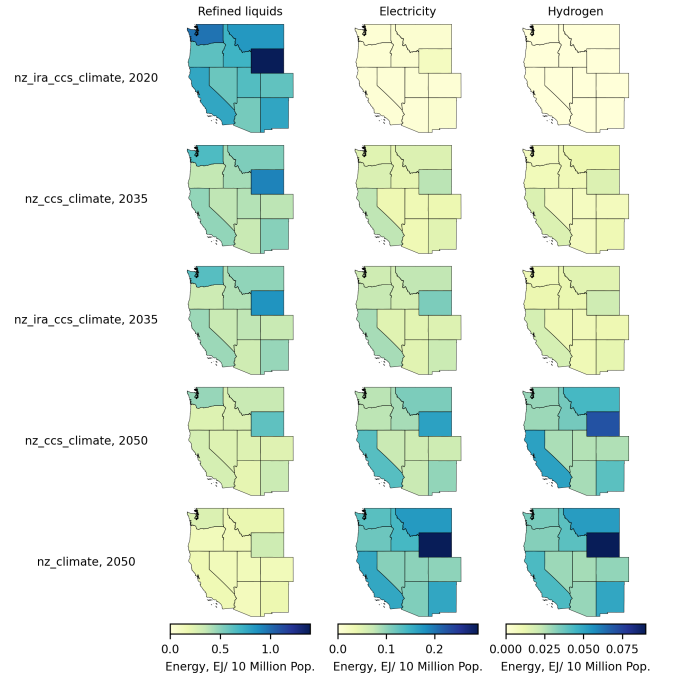 Refined liquids Electricity Hydrogen
nz_ira_ccs_climate, 2020
nz_ccs_climate, 2035
nz_ira_ccs_climate, 2035
nz_ccs_climate, 2050
nz_climate, 2050
0.0 0.5 1.0 0.0 0.1 0.2 0.000 0.025 0.050 0.075
Energy, EJ/ 10 Million Pop. Energy, EJ/ 10 Million Pop. Energy, EJ/ 10 Million Pop.